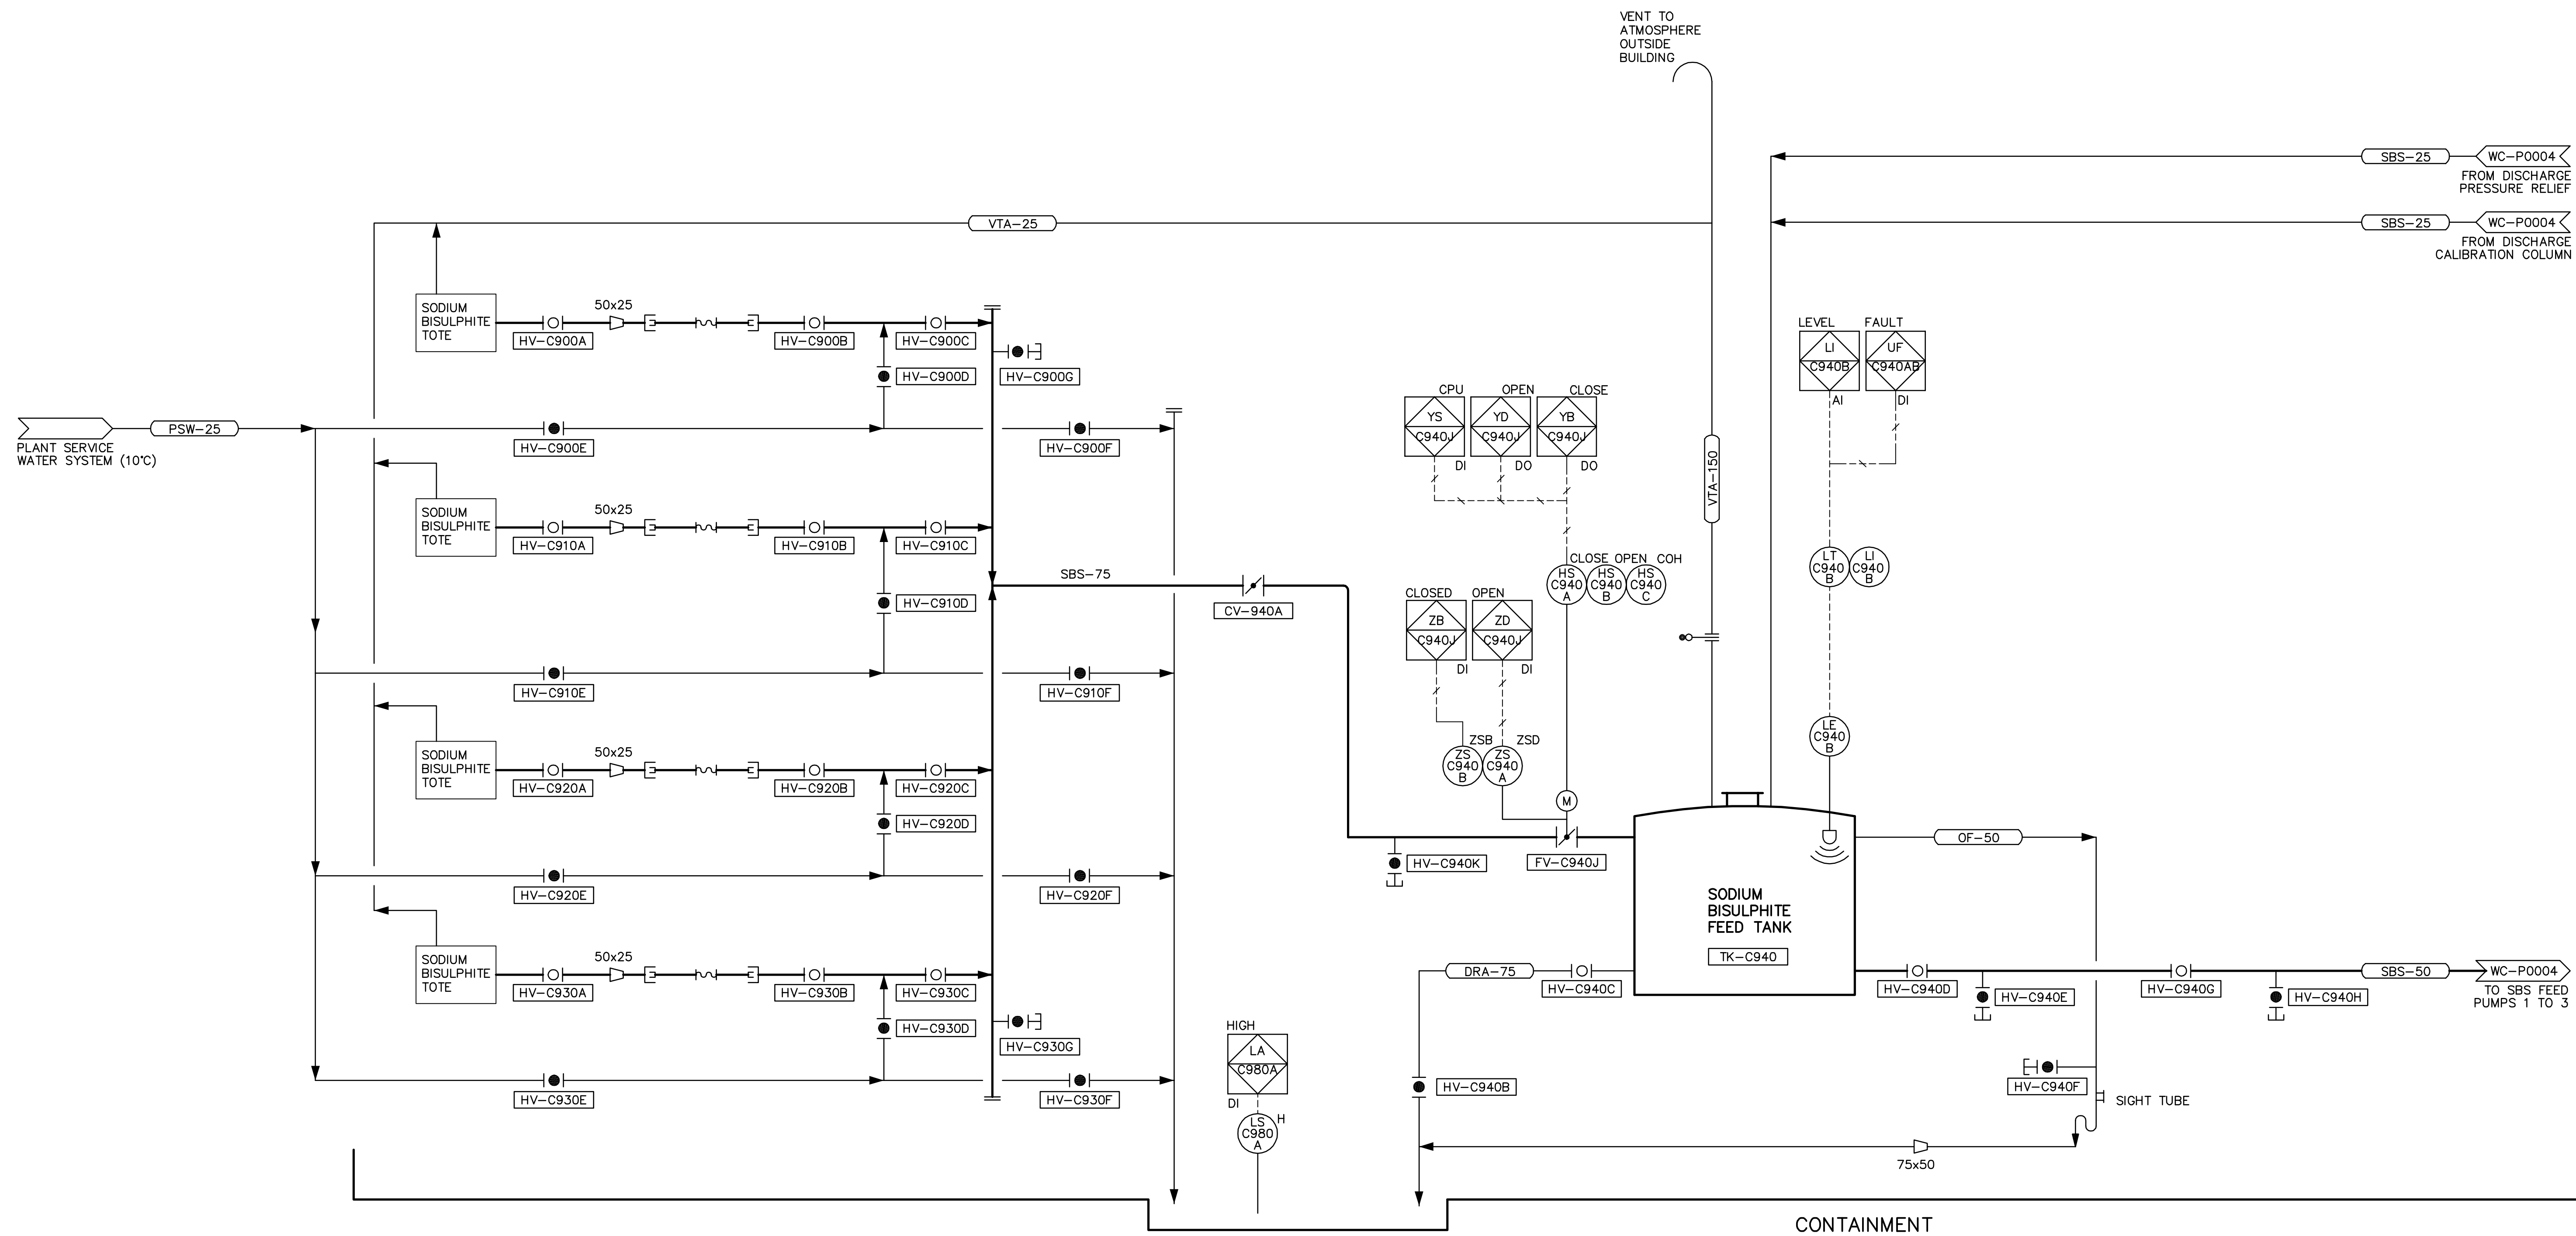 VENT TO
ATMOSPHERE
OUTSIDE
BUILDING
SBS-25
WC-P0004
FROM DISCHARGE
PRESSURE RELIEF
VTA-25
SBS-25
WC-P0004
FROM DISCHARGE
CALIBRATION COLUMN
SODIUM
BISULPHITE
TOTE
50x25
HV-C900A
HV-C900B
HV-C900C
HV-C900D
HV-C900G
PSW-25
PLANT SERVICE
WATER SYSTEM (10°C)
HV-C900E
HV-C900F
SODIUM
BISULPHITE
TOTE
50x25
HV-C910A
HV-C910B
HV-C910C
HV-C910D
HV-C910E
HV-C910F
SBS-75
CV-940A
SODIUM
BISULPHITE
TOTE
50x25
HV-C920A
HV-C920B
HV-C920C
HV-C920D
HV-C920E
HV-C920F
SODIUM
BISULPHITE
TOTE
50x25
HV-C930A
HV-C930B
HV-C930C
HV-C930D
HV-C930G
HV-C930E
HV-C930F
CPU
YS
C940J
DI
OPEN
YD
C940J
DO
CLOSE
YB
C940J
DO
CLOSE OPEN COH
HS
C940
A
HS
C940
B
HS
C940
C
CLOSED
ZB
C940J
DI
OPEN
ZD
C940J
DI
ZSB
ZS
C940
B
ZSD
ZS
C940
A
M
FV-C940J
HV-C940K
VTA-150
LEVEL
LI
C940B
AI
FAULT
UF
C940AB
DI
LT
C940
B
LI
C940
B
LE
C940
B
OF-50
SODIUM
BISULPHITE
FEED TANK
TK-C940
DRA-75
HV-C940C
HV-C940B
HV-C940D
HV-C940E
HV-C940G
HV-C940H
SBS-50
WC-P0004
TO SBS FEED
PUMPS 1 TO 3
HV-C940F
SIGHT TUBE
75x50
HIGH
LA
C980A
DI
H
LS
C980
A
CONTAINMENT